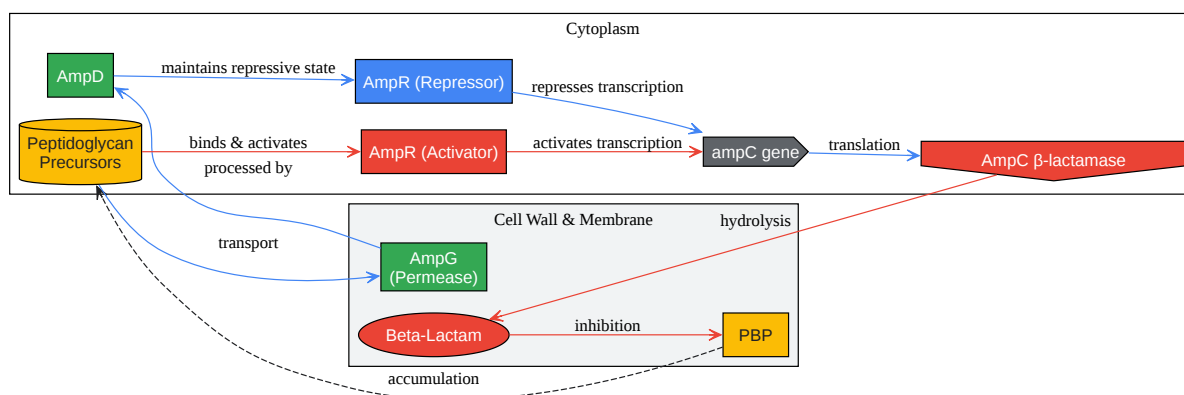 Cytoplasm
AmpD
maintains repressive state
AmpR (Repressor)
represses transcription
Peptidoglycan
Precursors
binds & activates
processed by
AmpR (Activator)
activates transcription
ampC gene
translation
AmpC β-lactamase
Cell Wall & Membrane
hydrolysis
transport
AmpG
(Permease)
Beta-Lactam
inhibition
PBP
accumulation